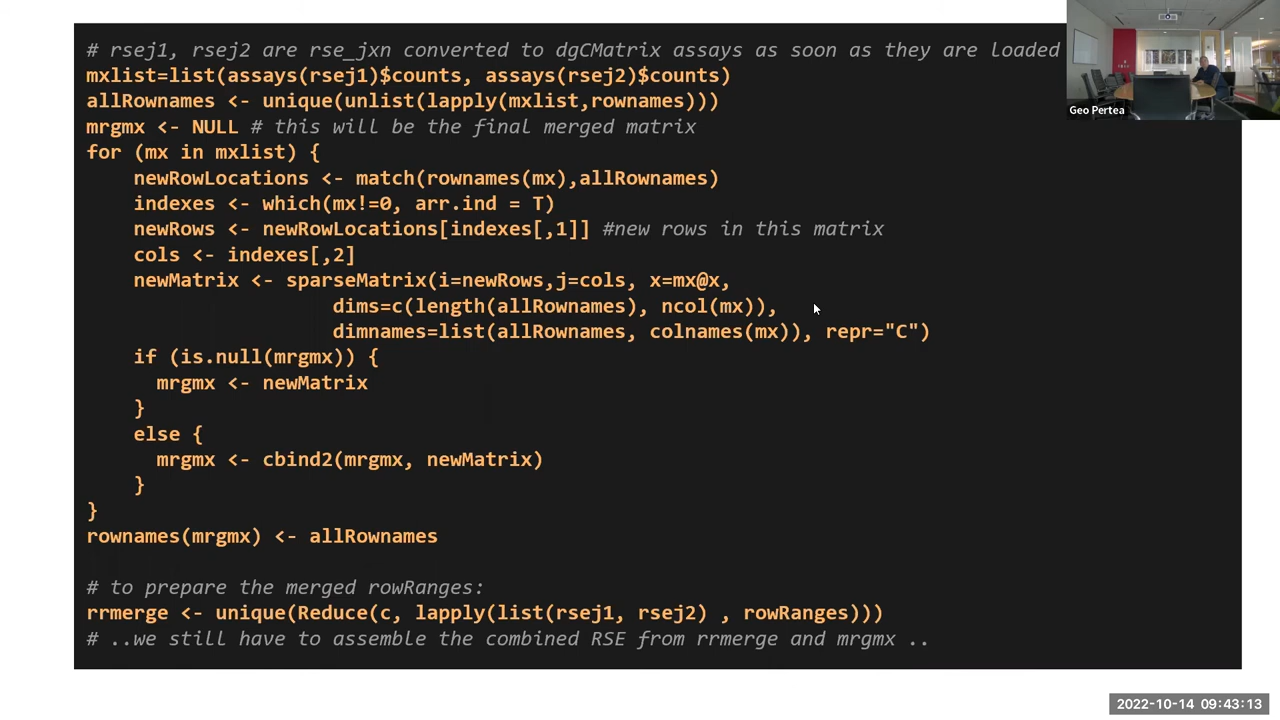 # rsej1, rsej2 are rse_jxn converted to dgCMatrix assays as soon as they are loaded
mxlist=list(assays(rsej1)$counts, assays(rsej2)$counts)
allRownames <- unique(unlist(lapply(mxlist,rownames)))
mrgmx <- NULL # this will be the final merged matrix
for (mx in mxlist) {
    newRowLocations <- match(rownames(mx),allRownames)
    indexes <- which(mx!=0, arr.ind = T)
    newRows <- newRowLocations[indexes[,1]] #new rows in this matrix
    cols <- indexes[,2]
    newMatrix <- sparseMatrix(i=newRows,j=cols, x=mx@x,
                     dims=c(length(allRownames), ncol(mx)),
                     dimnames=list(allRownames, colnames(mx)), repr="C")
    if (is.null(mrgmx)) {
      mrgmx <- newMatrix
    }
    else {
      mrgmx <- cbind2(mrgmx, newMatrix)
    }
}
rownames(mrgmx) <- allRownames
# to prepare the merged rowRanges:
rrmerge <- unique(Reduce(c, lapply(list(rsej1, rsej2) , rowRanges)))
# ..we still have to assemble the combined RSE from rrmerge and mrgmx ..
Geo Pertea
2022-10-14 09:43:13